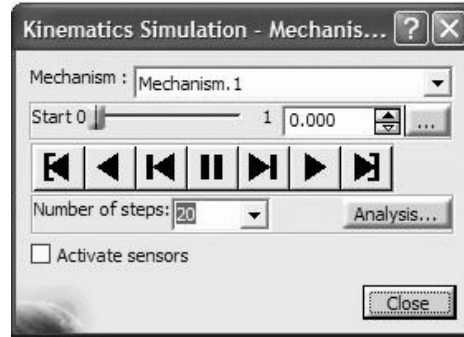 Kinematics Simulation - Mechanis...
Mechanism : Mechanism.1
Start 0 1 0.000 ...
Number of steps: 20 Analysis...
Activate sensors
Close